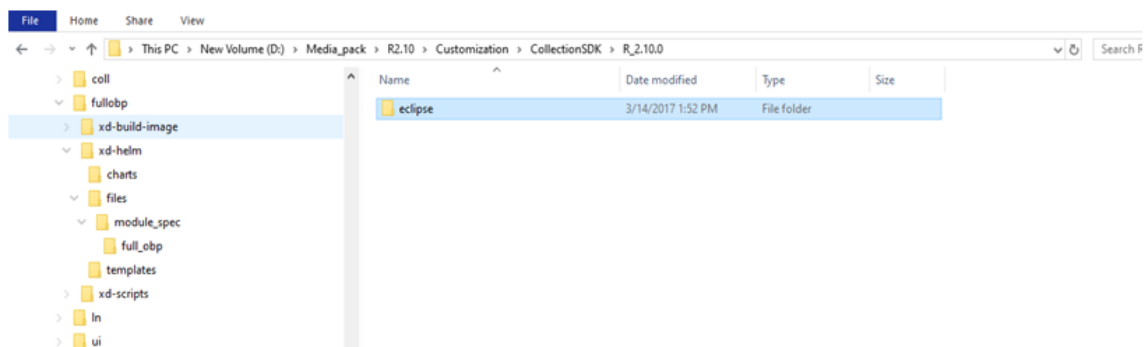 File Home Share View
This PC > New Volume (D:) > Media_pack > R2.10 > Customization > CollectionSDK > R_2.10.0 Search R
coll
fullobp
xd-build-image
xd-helm
charts
files
module_spec
full_obp
templates
xd-scripts
ln
ui
Name Date modified Type Size
eclipse 3/14/2017 1:52 PM File folder